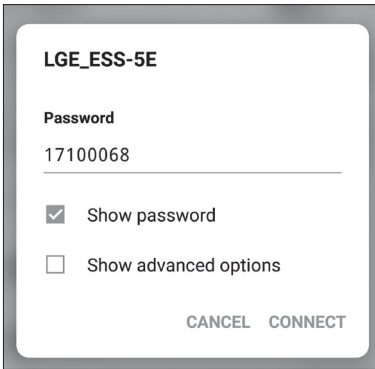 LGE_ESS-5E
Password
17100068
Show password
Show advanced options
CANCEL CONNECT